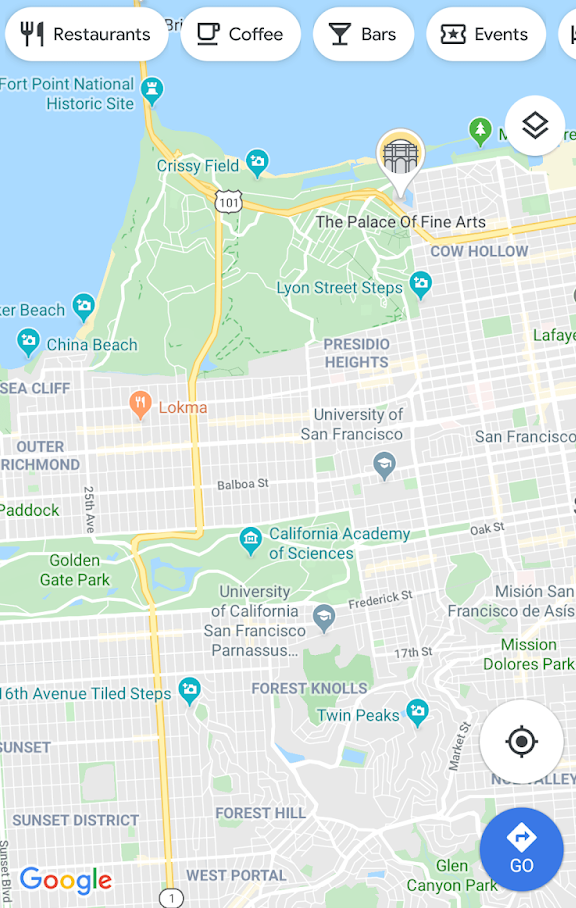 Restaurants
Coffee
Bars
Events
Bri
Fort Point National
Historic Site
Crissy Field
M
101
The Palace Of Fine Arts
COW HOLLOW
Lyon Street Steps
ker Beach
China Beach
Lafaye
PRESIDIO
HEIGHTS
SEA CLIFF
Lokma
University of
San Francisco
San Francisco
OUTER
RICHMOND
25th Ave
Balboa St
Paddock
S
Oak St
California Academy
of Sciences
Golden
Gate Park
University
of California
San Francisco
Parnassus...
Frederick St
Misión San
Francisco de Asís
17th St
Mission
Dolores Park
16th Avenue Tiled Steps
FOREST KNOLLS
Twin Peaks
Market St
SUNSET
NOE VALLEY
SUNSET DISTRICT
FOREST HILL
GO
Sunset Blvd
Google
WEST PORTAL
Glen
Canyon Park
1